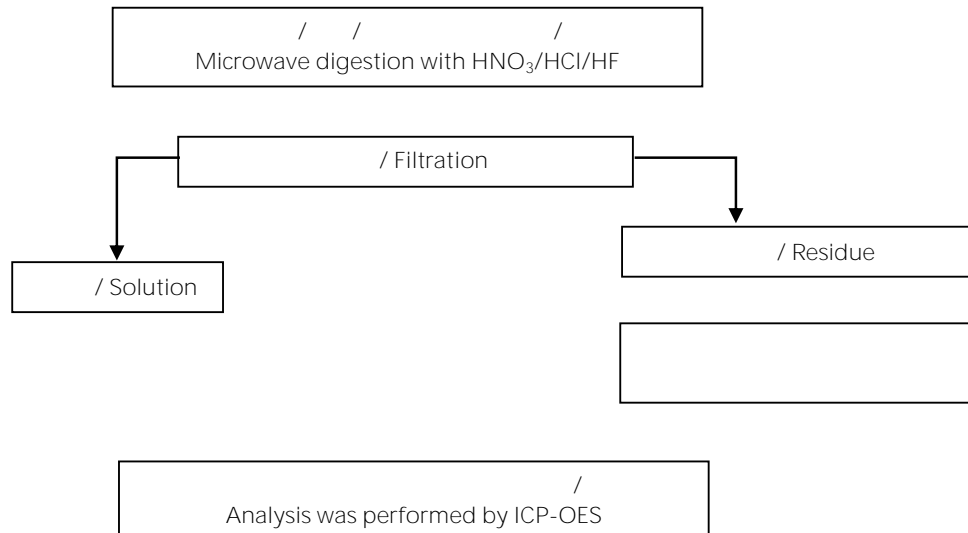 / / /
Microwave digestion with HNO₃/HCl/HF
/ Filtration
/ Residue
/ Solution
/
Analysis was performed by ICP-OES